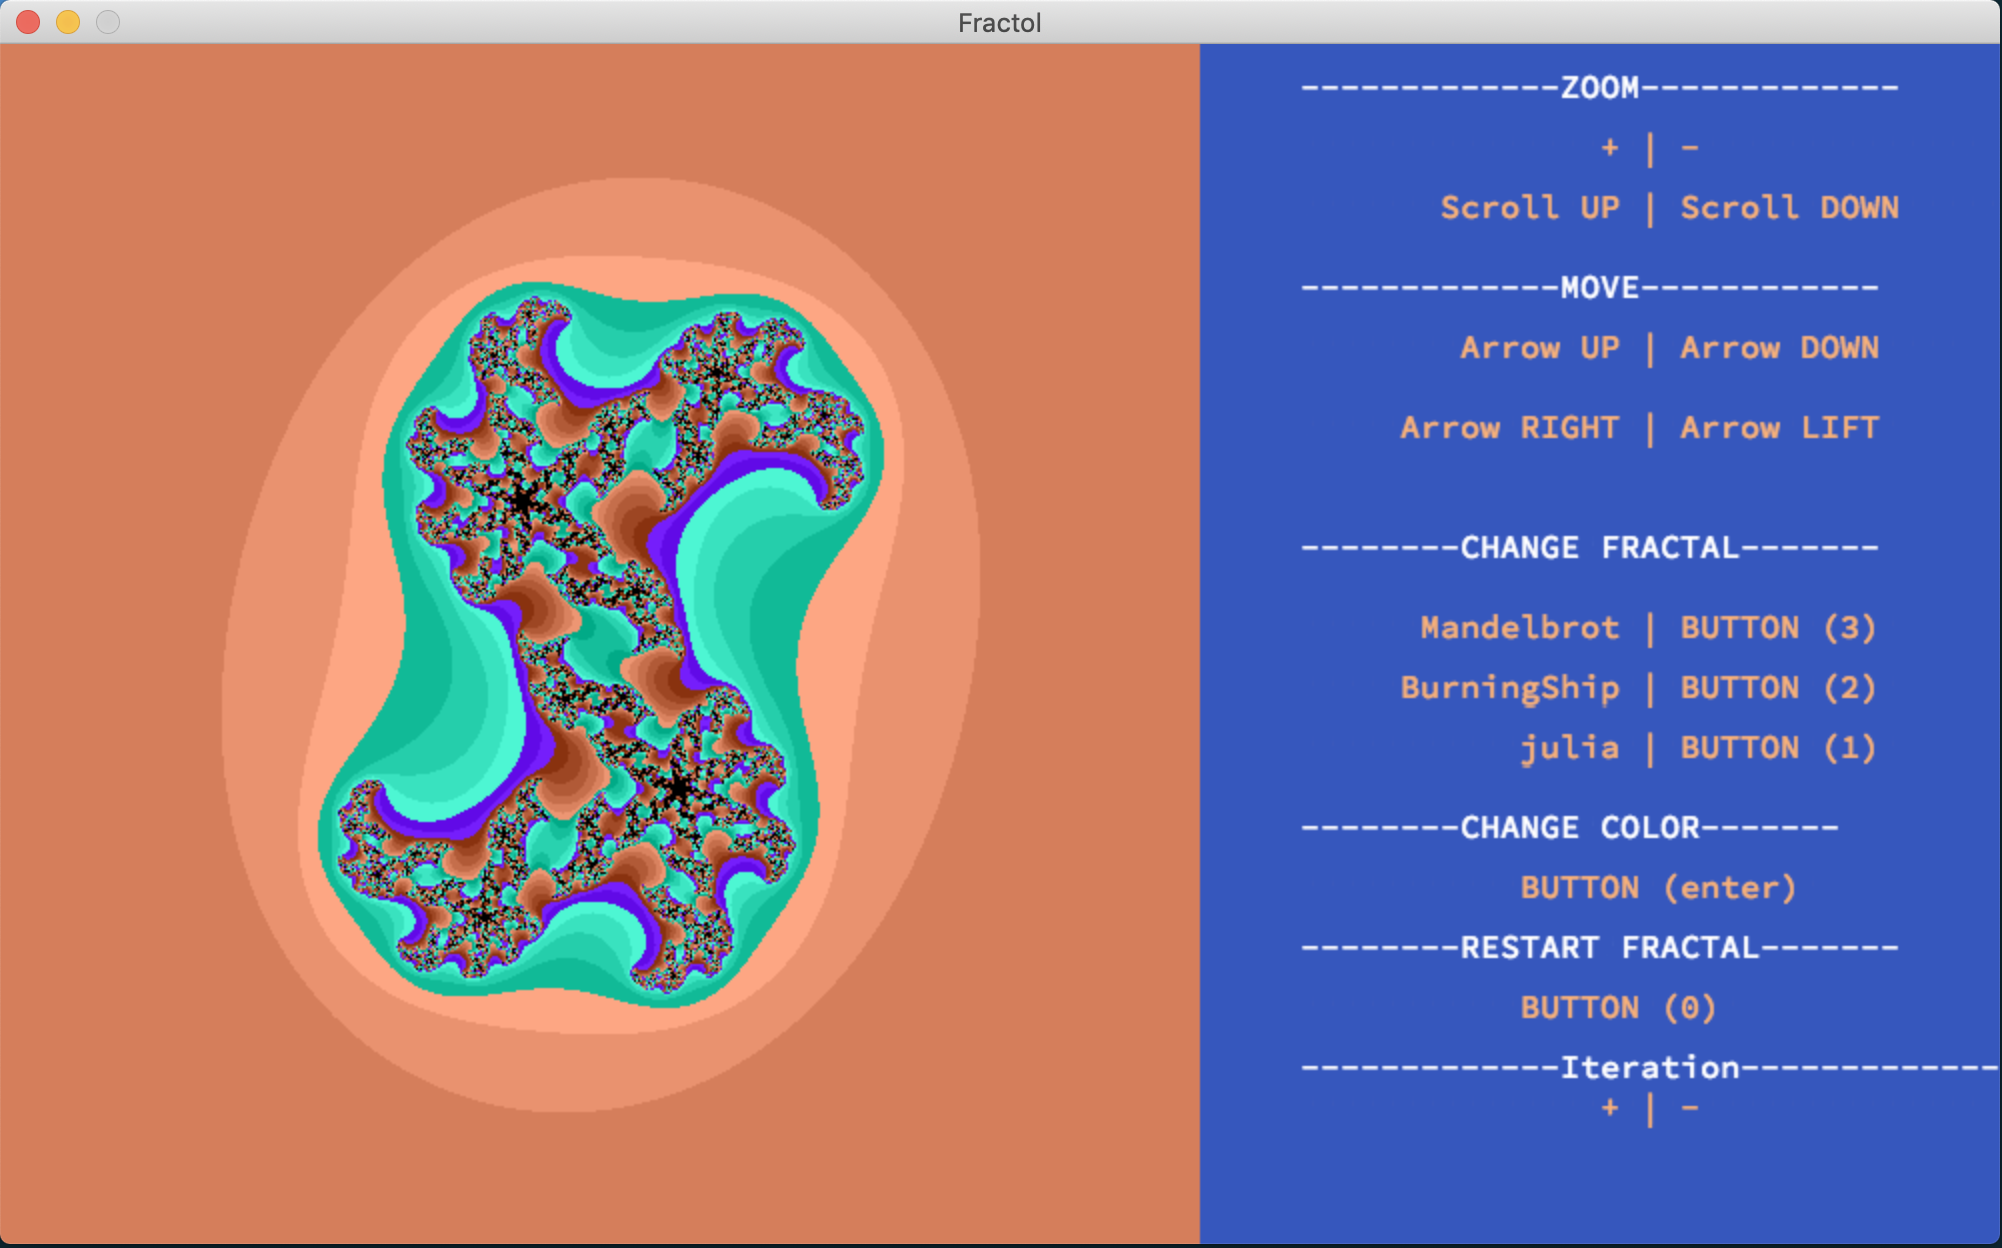 Fractol
-------------ZOOM-------------
+ | -
Scroll UP | Scroll DOWN
-------------MOVE------------
Arrow UP | Arrow DOWN
Arrow RIGHT | Arrow LIFT
--------CHANGE FRACTAL-------
Mandelbrot | BUTTON (3)
BurningShip | BUTTON (2)
julia | BUTTON (1)
--------CHANGE COLOR-------
BUTTON (enter)
--------RESTART FRACTAL-------
BUTTON (0)
-------------Iteration-------------
+ | -